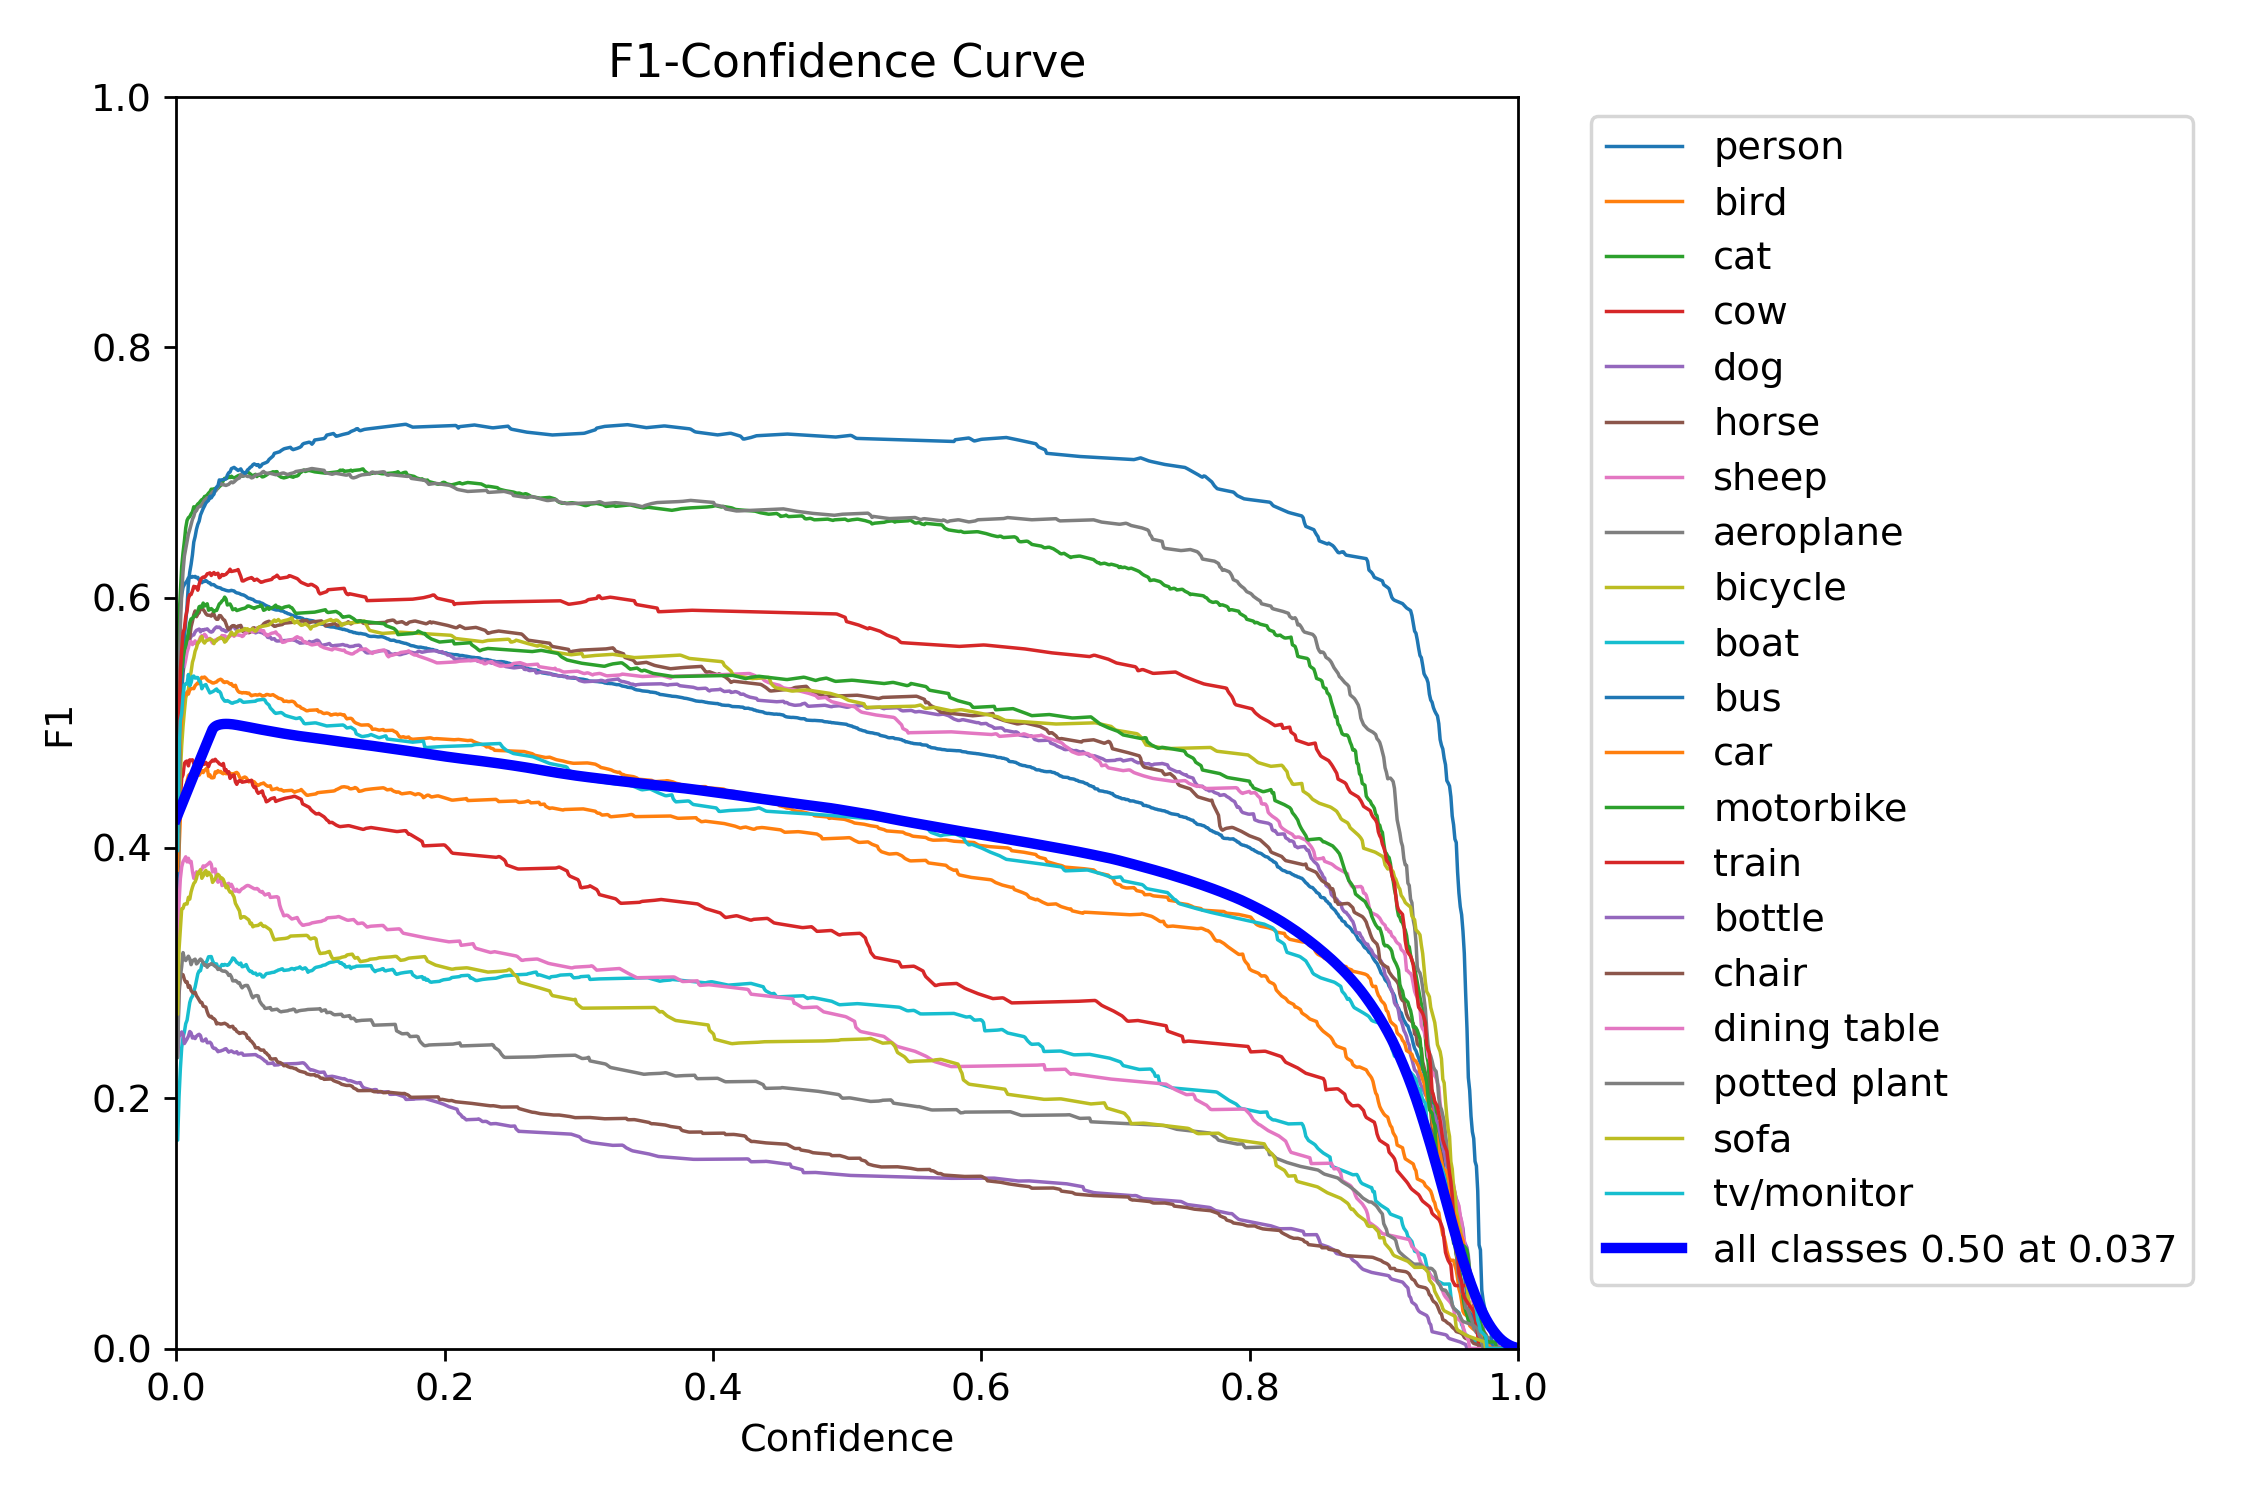 F1-Confidence Curve
1.0
0.8
0.6
0.4
0.2
0.0
F1
0.0 0.2 0.4 0.6 0.8 1.0
Confidence
person
bird
cat
cow
dog
horse
sheep
aeroplane
bicycle
boat
bus
car
motorbike
train
bottle
chair
dining table
potted plant
sofa
tv/monitor
all classes 0.50 at 0.037